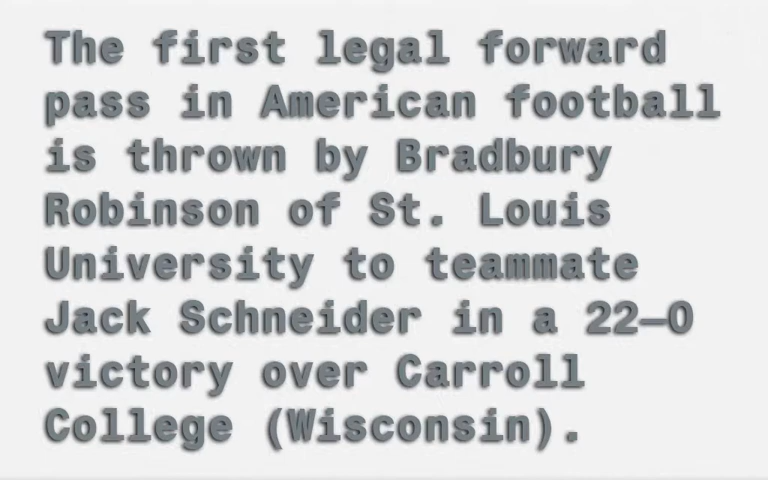 The first legal forward
pass in American football
is thrown by Bradbury
Robinson of St. Louis
University to teammate
Jack Schneider in a 22–0
victory over Carroll
College (Wisconsin).